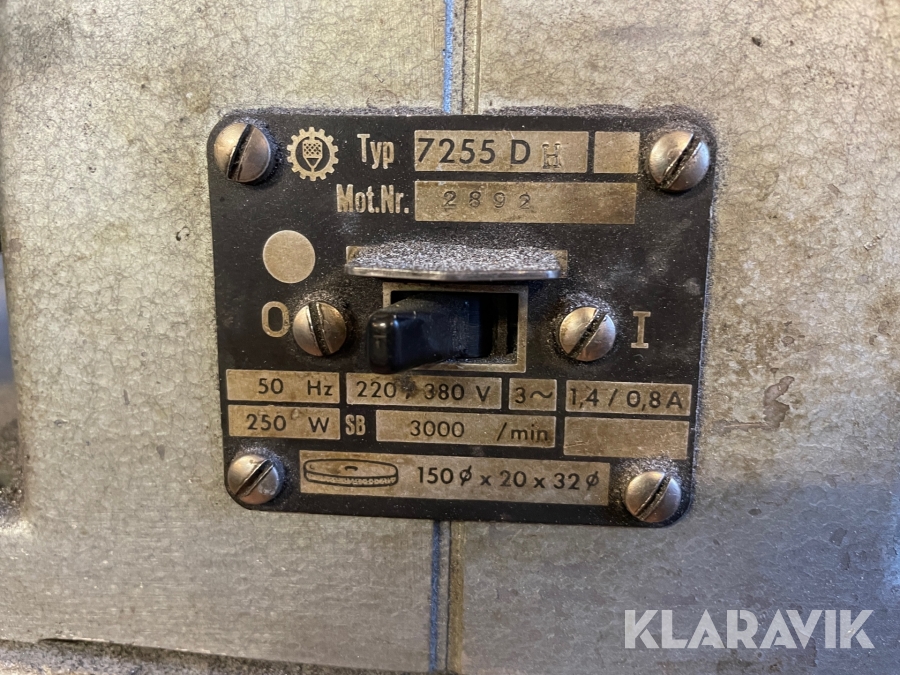 Typ 7255 D H
Mot.Nr. 2892
O I
50 Hz 220 / 380 V 3~ 1,4 / 0,8 A
250 W SB 3000 /min
150 ϕ x 20 x 32 ϕ
KLARAVIK